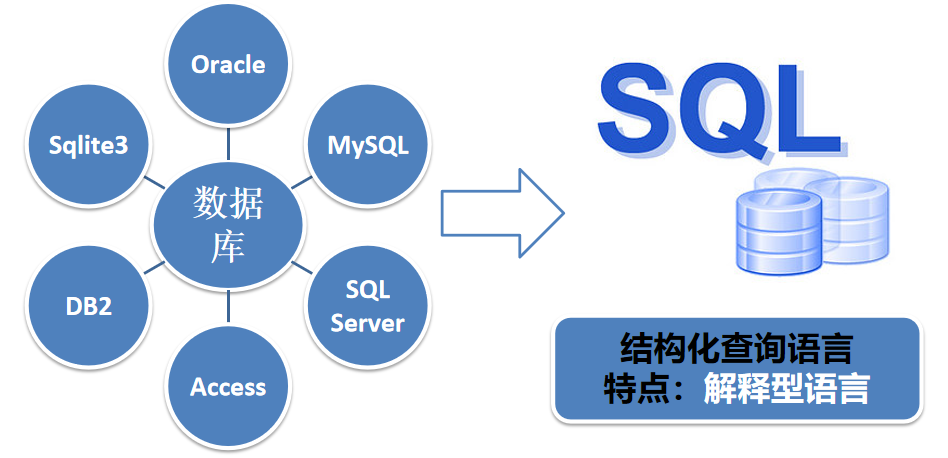 Oracle
Sqlite3
MySQL
数据
库
DB2
SQL
Server
Access
SQL
结构化查询语言
特点：解释型语言